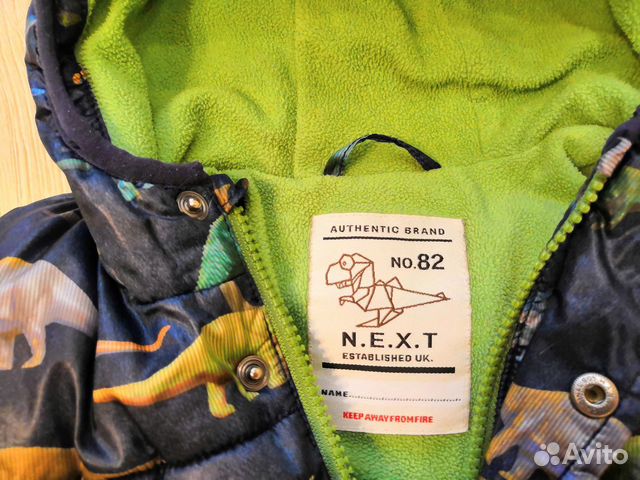 AUTHENTIC BRAND
NO.82
N.E.X.T
ESTABLISHED UK.
NAME
KEEP AWAY FROM FIRE
Avito